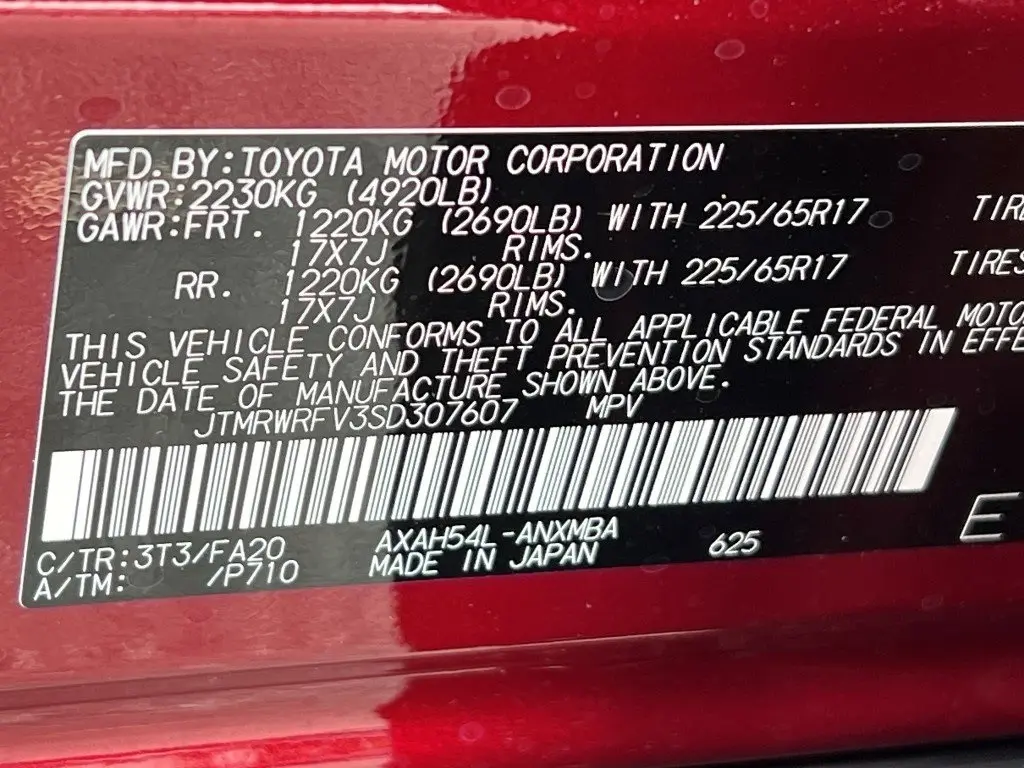 MFD. BY:TOYOTA MOTOR CORPORATION
GVWR:2230KG (4920LB)
GAWR:FRT. 1220KG (2690LB) WITH 225/65R17 TIRE
17X7J RIMS.
RR. 1220KG (2690LB) WITH 225/65R17 TIRES
17X7J RIMS.
THIS VEHICLE CONFORMS TO ALL APPLICABLE FEDERAL MOTO
VEHICLE SAFETY AND THEFT PREVENTION STANDARDS IN EFFE
THE DATE OF MANUFACTURE SHOWN ABOVE.
JTMRWRFV3SD307607 MPV
C/TR:3T3/FA20 AXAH54L-ANXMBA 625 E
A/TM: /P710 MADE IN JAPAN